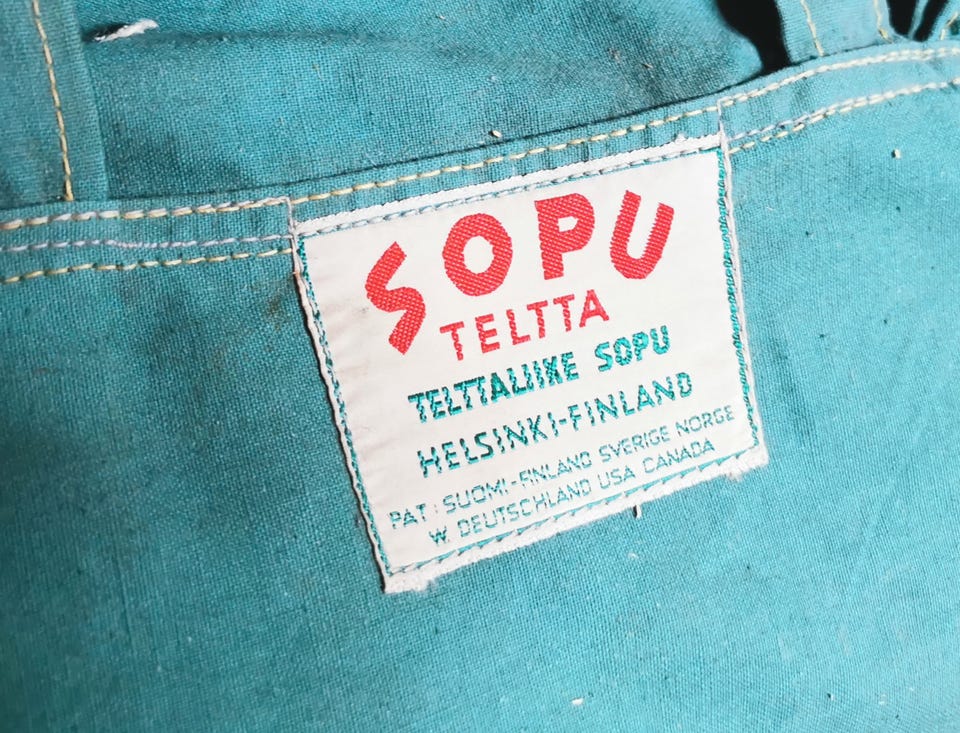 SOPU
TELTTA
TELTTALIIKE SOPU
HELSINKI-FINLAND
PAT: SUOMI-FINLAND SVERIGE NORGE
W. DEUTSCHLAND USA CANADA